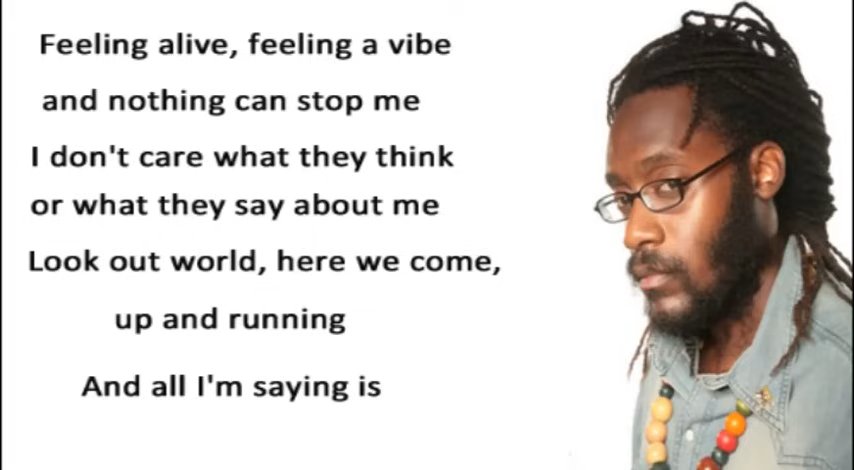 Feeling alive, feeling a vibe
and nothing can stop me
I don't care what they think
or what they say about me
Look out world, here we come,
up and running
And all I'm saying is